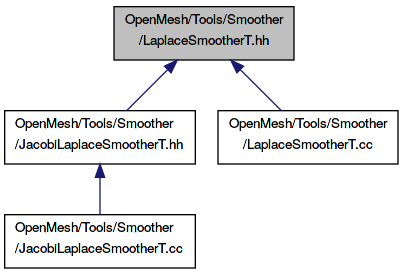 OpenMesh/Tools/Smoother
/LaplaceSmootherT.hh
OpenMesh/Tools/Smoother
/JacobiLaplaceSmootherT.hh
OpenMesh/Tools/Smoother
/LaplaceSmootherT.cc
OpenMesh/Tools/Smoother
/JacobiLaplaceSmootherT.cc